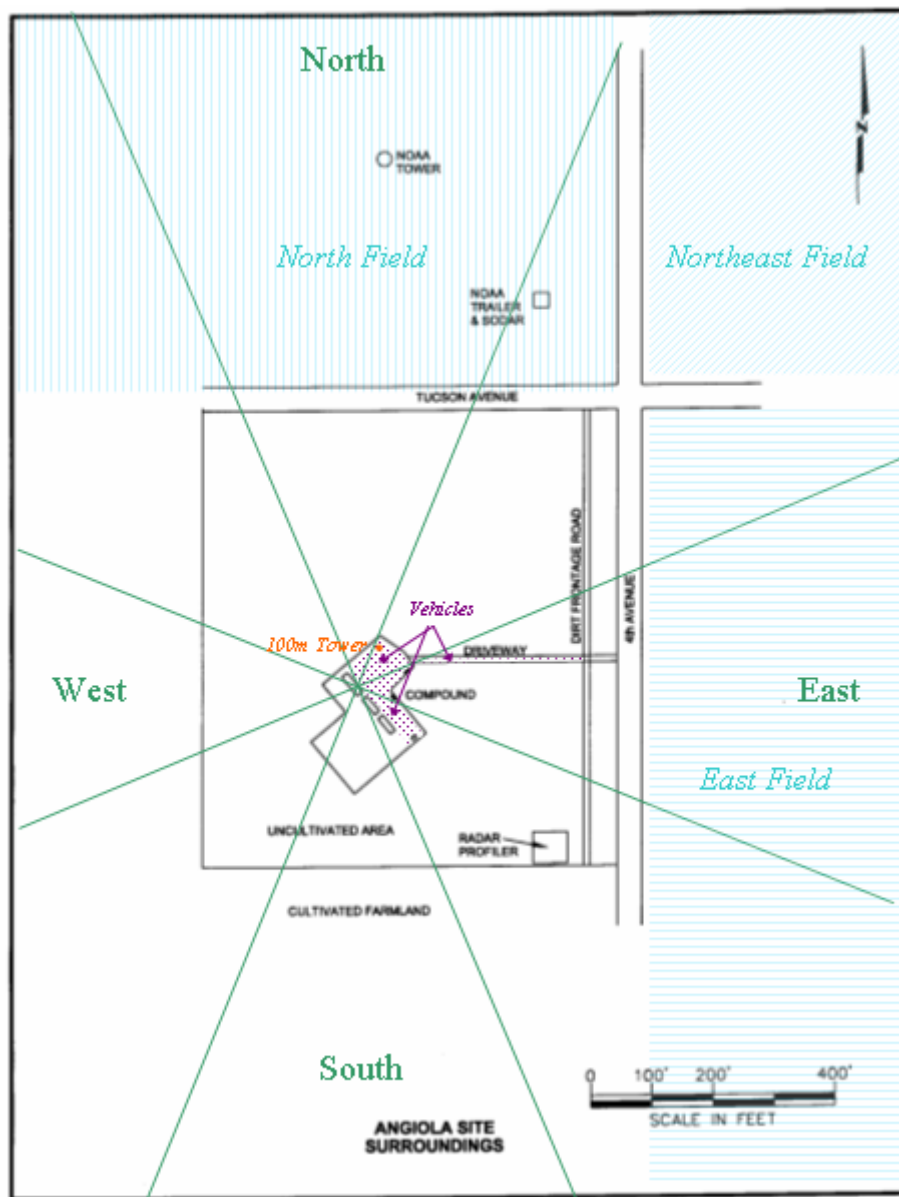 North
N
NOAA
TOWER
North Field
Northeast Field
NOAA
TRAILER
& SODAR
TUCSON AVENUE
DIRT FRONTAGE ROAD
4th AVENUE
Vehicles
100m Tower
DRIVEWAY
West
COMPOUND
East
East Field
UNCULTIVATED AREA
RADAR
PROFILER
CULTIVATED FARMLAND
South
0 100' 200' 400'
SCALE IN FEET
ANGIOLA SITE
SURROUNDINGS